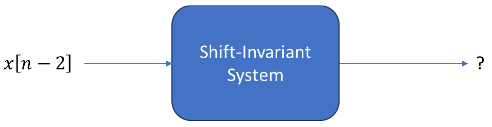 x[n − 2]
Shift-Invariant
System
?